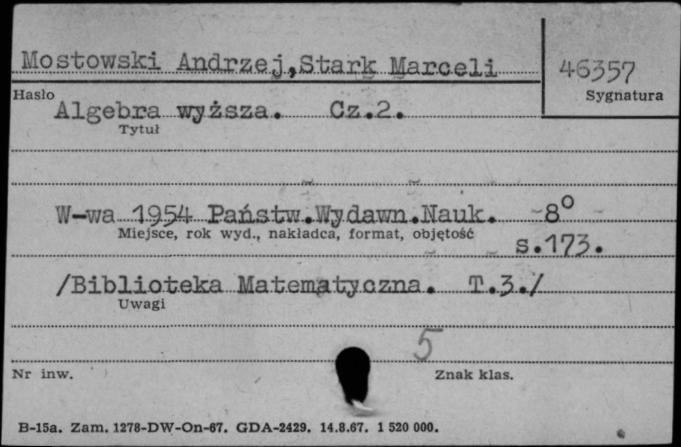 Mostowski Andrzej,Stark Marceli
46357
Hasło
Sygnatura
Algebra wyższa. Cz.2.
Tytuł
W-wa 1954 Państw.Wydawn.Nauk. 8°
Miejsce, rok wyd., nakładca, format, objętość
s.173.
/Biblioteka Matematyczna. T.3./
Uwagi
5
Nr inw.
Znak klas.
B-15a. Zam. 1278-DW-On-67. GDA-2429. 14.8.67. 1 520 000.